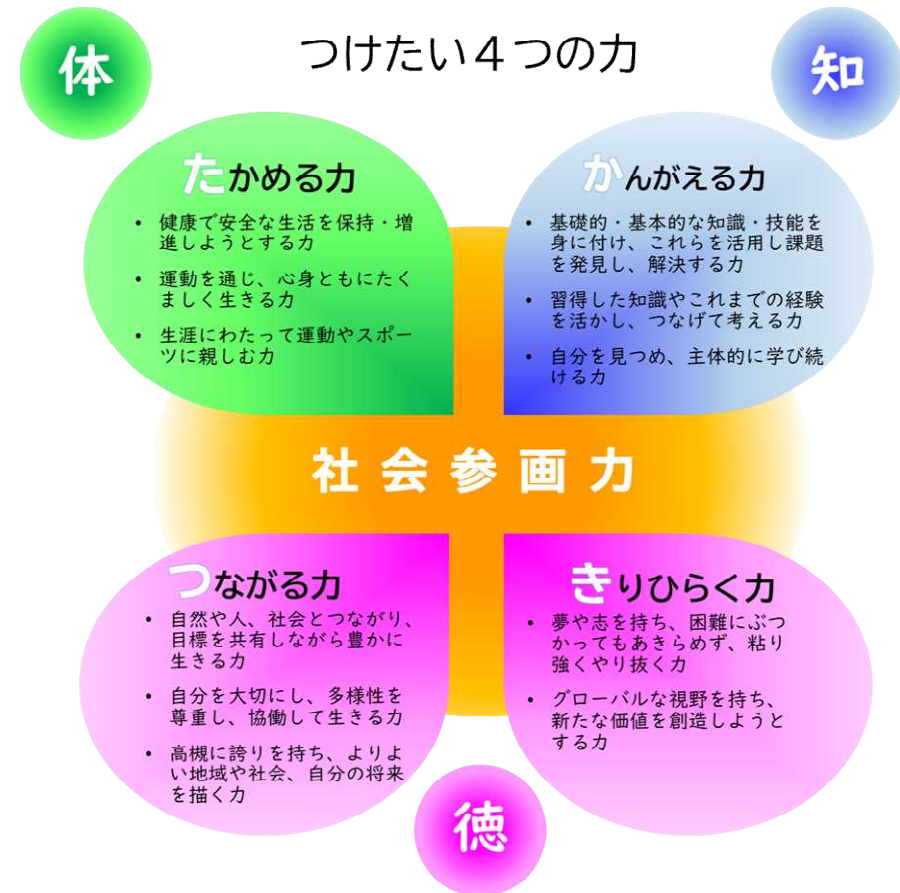 つけたい４つの力
体
知
たかめる力
・ 健康で安全な生活を保持・増
進しようとする力
・ 運動を通じ、心身ともにたく
ましく生きる力
・ 生涯にわたって運動やスポー
ツに親しむ力
かんがえる力
・ 基礎的・基本的な知識・技能を
身に付け、これらを活用し課題
を発見し、解決する力
・ 習得した知識やこれまでの経験
を活かし、つなげて考える力
・ 自分を見つめ、主体的に学び続
ける力
社会参画力
つながる力
・ 自然や人、社会とつながり、
目標を共有しながら豊かに
生きる力
・ 自分を大切にし、多様性を
尊重し、協働して生きる力
・ 高槻に誇りを持ち、よりよ
い地域や社会、自分の将来
を描く力
きりひらく力
・ 夢や志を持ち、困難にぶつ
かってもあきらめず、粘り
強くやり抜く力
・ グローバルな視野を持ち、
新たな価値を創造しようと
する力
徳